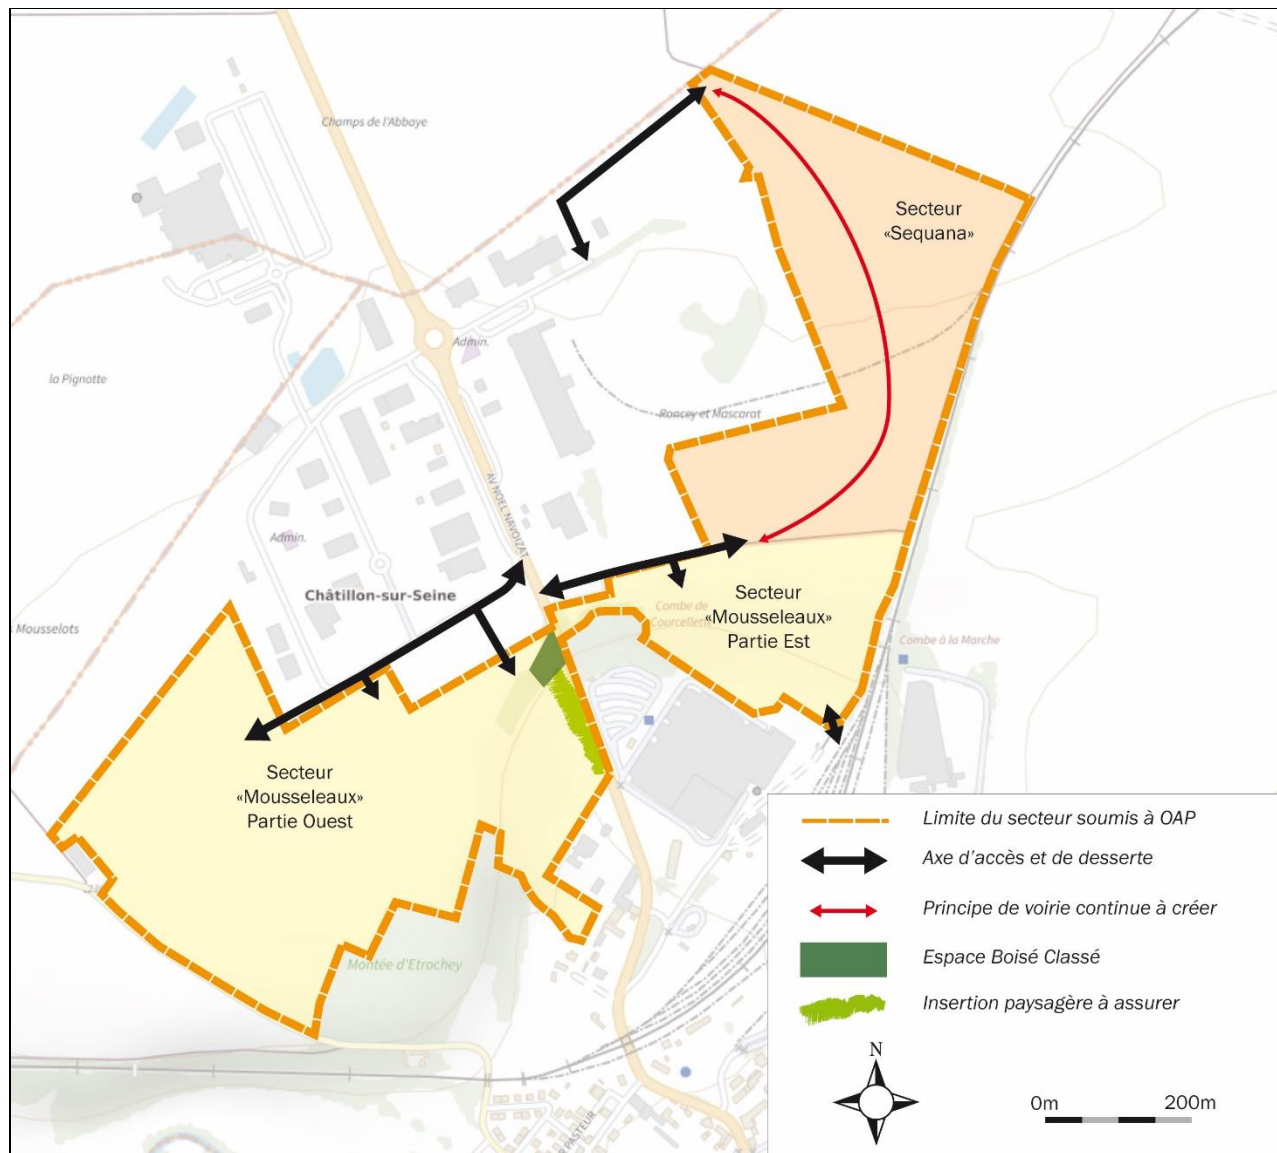 Champs de l'Abbaye
Secteur
«Sequana»
Admin.
la Pignotte
Roncey et Mascarat
AV NOEL NAVOIZAT
Admin.
Châtillon-sur-Seine
Secteur
«Mousseleaux»
Partie Est
Combe de
Courcellette
s Mousselots
Combe à la Marche
Secteur
«Mousseleaux»
Partie Ouest
Montée d'Etrochey
PASTEUR
Limite du secteur soumis à OAP
Axe d'accès et de desserte
Principe de voirie continue à créer
Espace Boisé Classé
Insertion paysagère à assurer
N
0m
200m